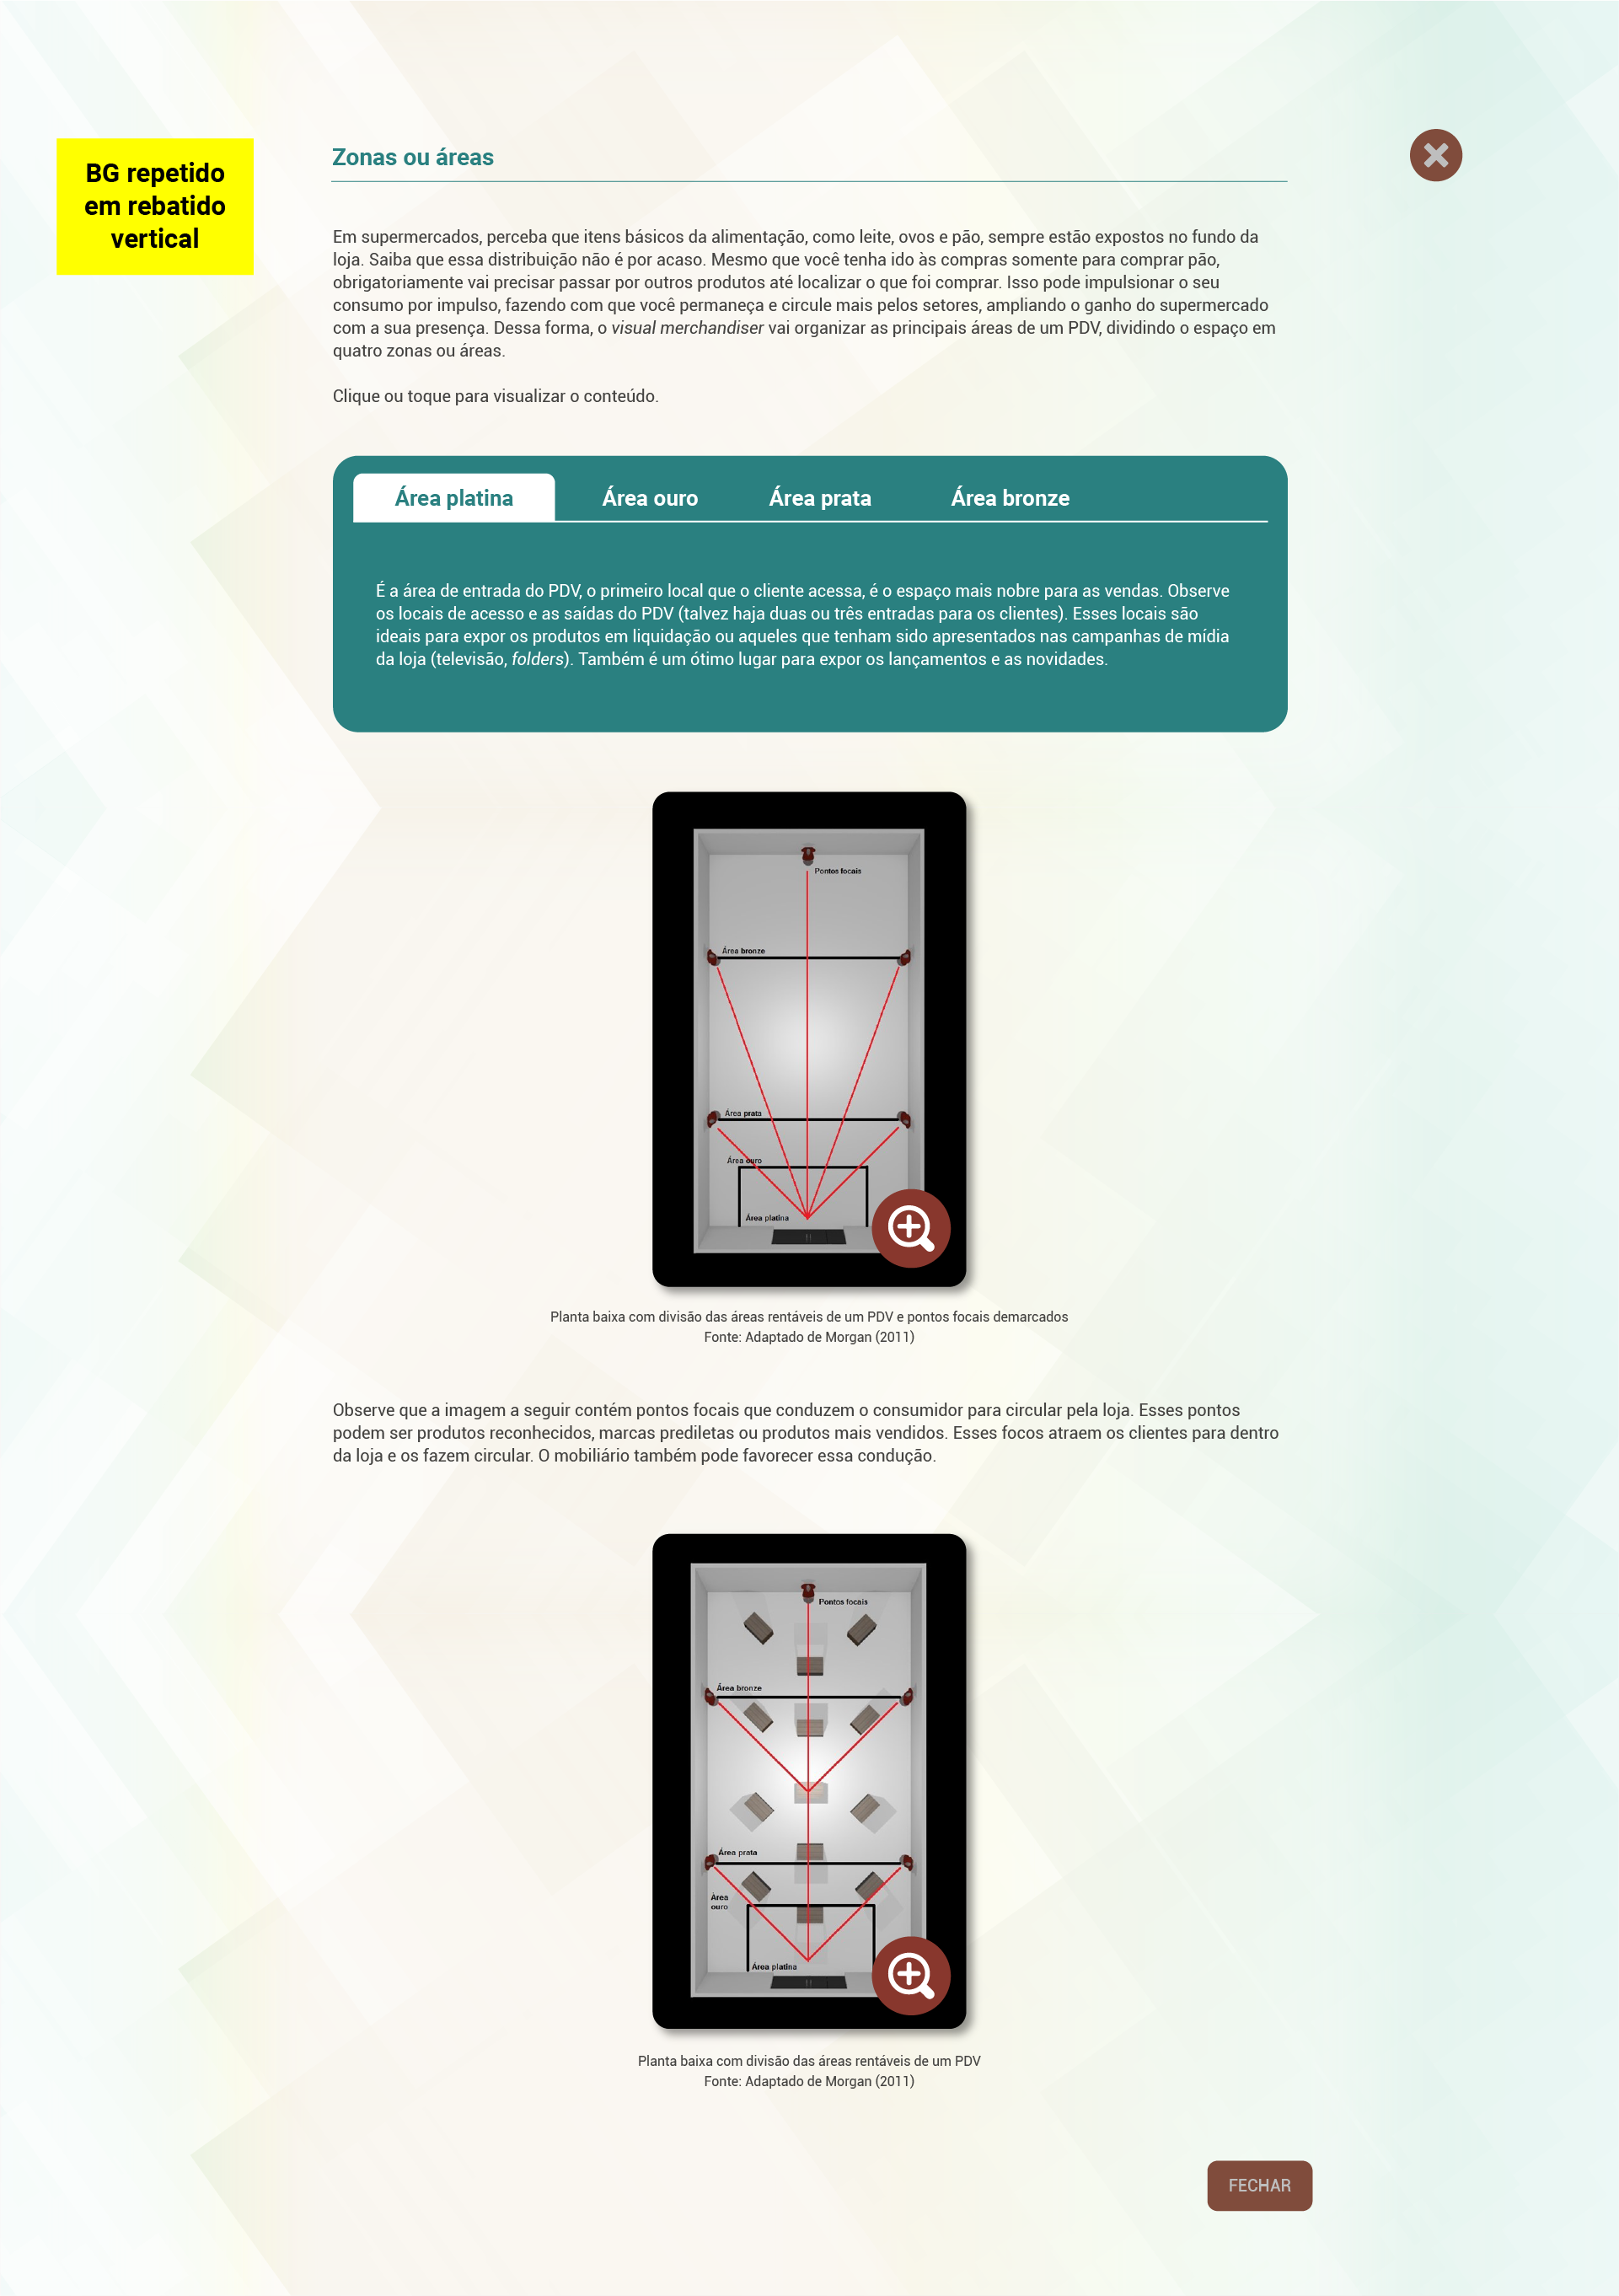 BG repetido
em rebatido
vertical
Zonas ou áreas
Em supermercados, perceba que itens básicos da alimentação, como leite, ovos e pão, sempre estão expostos no fundo da
loja. Saiba que essa distribuição não é por acaso. Mesmo que você tenha ido às compras somente para comprar pão,
obrigatoriamente vai precisar passar por outros produtos até localizar o que foi comprar. Isso pode impulsionar o seu
consumo por impulso, fazendo com que você permaneça e circule mais pelos setores, ampliando o ganho do supermercado
com a sua presença. Dessa forma, o visual merchandiser vai organizar as principais áreas de um PDV, dividindo o espaço em
quatro zonas ou áreas.
Clique ou toque para visualizar o conteúdo.
Área platina Área ouro Área prata Área bronze
É a área de entrada do PDV, o primeiro local que o cliente acessa, é o espaço mais nobre para as vendas. Observe
os locais de acesso e as saídas do PDV (talvez haja duas ou três entradas para os clientes). Esses locais são
ideais para expor os produtos em liquidação ou aqueles que tenham sido apresentados nas campanhas de mídia
da loja (televisão, folders). Também é um ótimo lugar para expor os lançamentos e as novidades.
Pontos focais
Área bronze
Área prata
Área ouro
Área platina
Planta baixa com divisão das áreas rentáveis de um PDV e pontos focais demarcados
Fonte: Adaptado de Morgan (2011)
Observe que a imagem a seguir contém pontos focais que conduzem o consumidor para circular pela loja. Esses pontos
podem ser produtos reconhecidos, marcas prediletas ou produtos mais vendidos. Esses focos atraem os clientes para dentro
da loja e os fazem circular. O mobiliário também pode favorecer essa condução.
Pontos focais
Área bronze
Área prata
Área
ouro
Área platina
Planta baixa com divisão das áreas rentáveis de um PDV
Fonte: Adaptado de Morgan (2011)
FECHAR